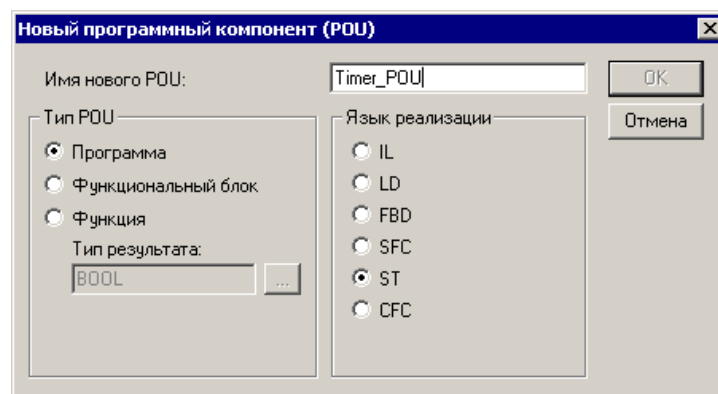 Новый программный компонент (POU)
Имя нового POU:
Timer_POU
OK
Отмена
Тип POU
Программа
Функциональный блок
Функция
Тип результата:
BOOL
...
Язык реализации
IL
LD
FBD
SFC
ST
CFC